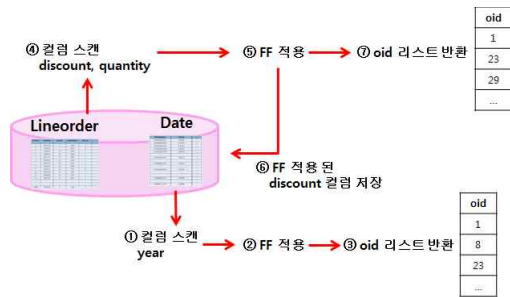 ④ 컬럼 스캔
discount, quantity
⑤ FF 적용
⑦ oid 리스트 반환
oid
1
23
29
...
Lineorder
Date
⑥ FF 적용 된
discount 컬럼 저장
① 컬럼 스캔
year
② FF 적용
③ oid 리스트 반환
oid
1
8
23
...